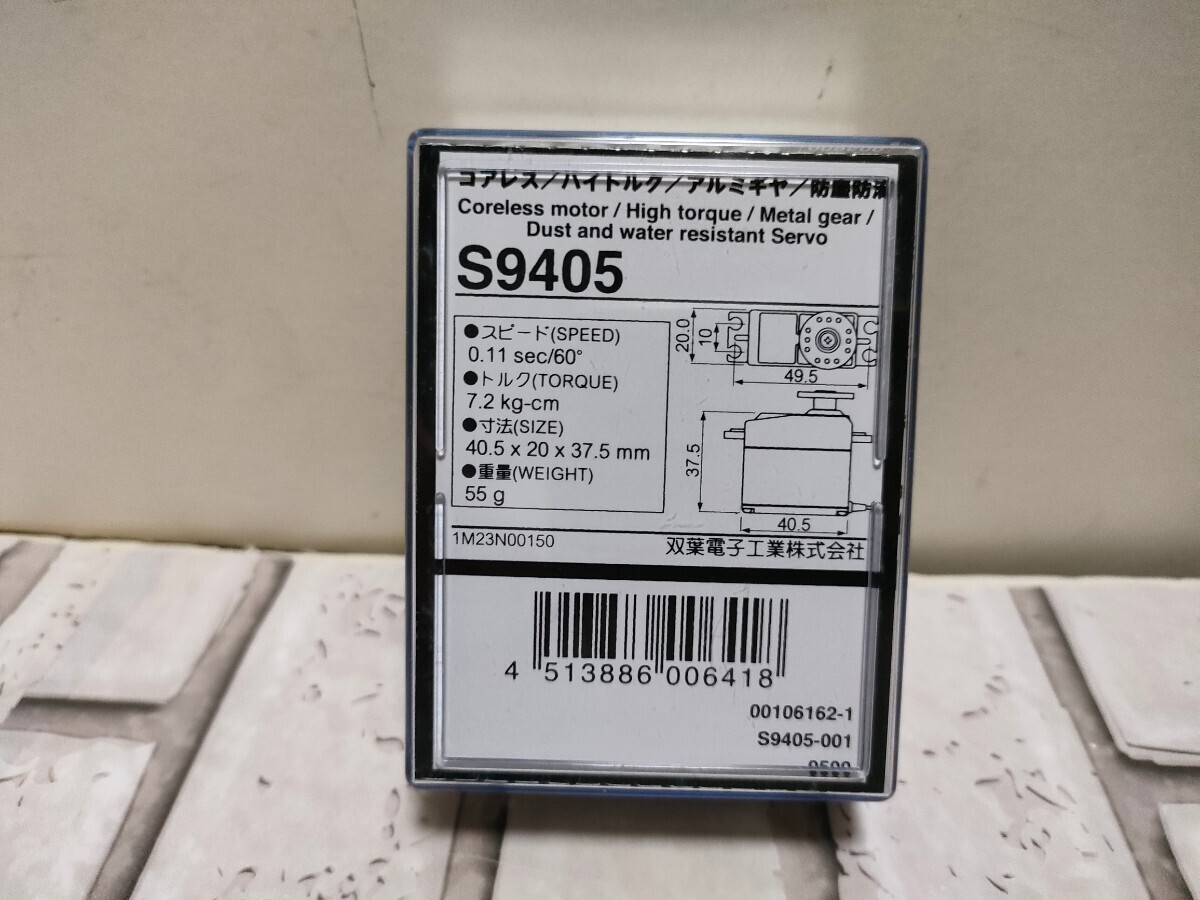 コアレス/ハイトルク/アルミギヤ/防塵防滴
Coreless motor / High torque / Metal gear /
Dust and water resistant Servo
S9405
●スピード(SPEED)
0.11 sec/60°
●トルク(TORQUE)
7.2 kg-cm
●寸法(SIZE)
40.5 x 20 x 37.5 mm
●重量(WEIGHT)
55 g
20.0
10
49.5
37.5
40.5
1M23N00150
双葉電子工業株式会社
4 513886 006418
00106162-1
S9405-001